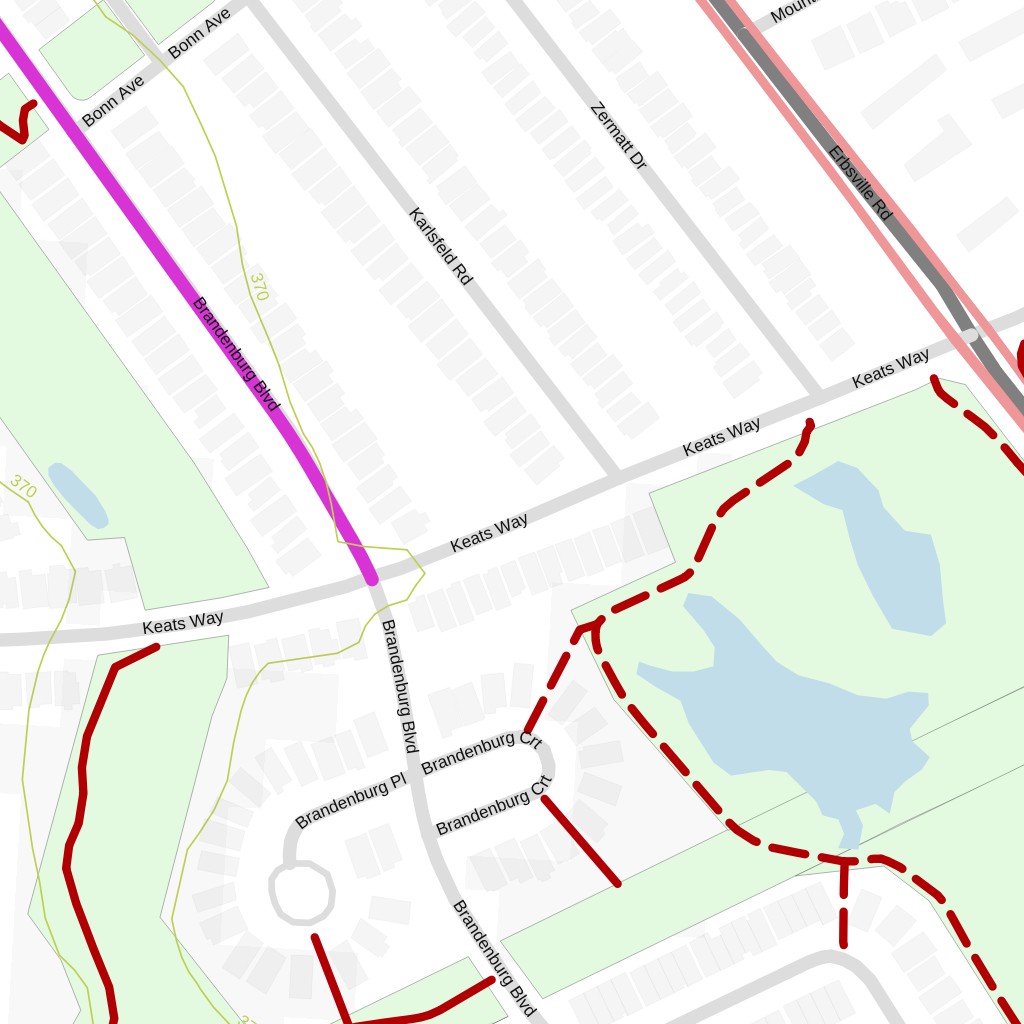 Bonn Ave
Mount
Bonn Ave
Zermatt Dr
Erbsville Rd
Karlsfeld Rd
370
Brandenburg Blvd
Keats Way
Keats Way
370
Keats Way
Keats Way
Brandenburg Blvd
Brandenburg Crt
Brandenburg Pl
Brandenburg Crt
Brandenburg Blvd